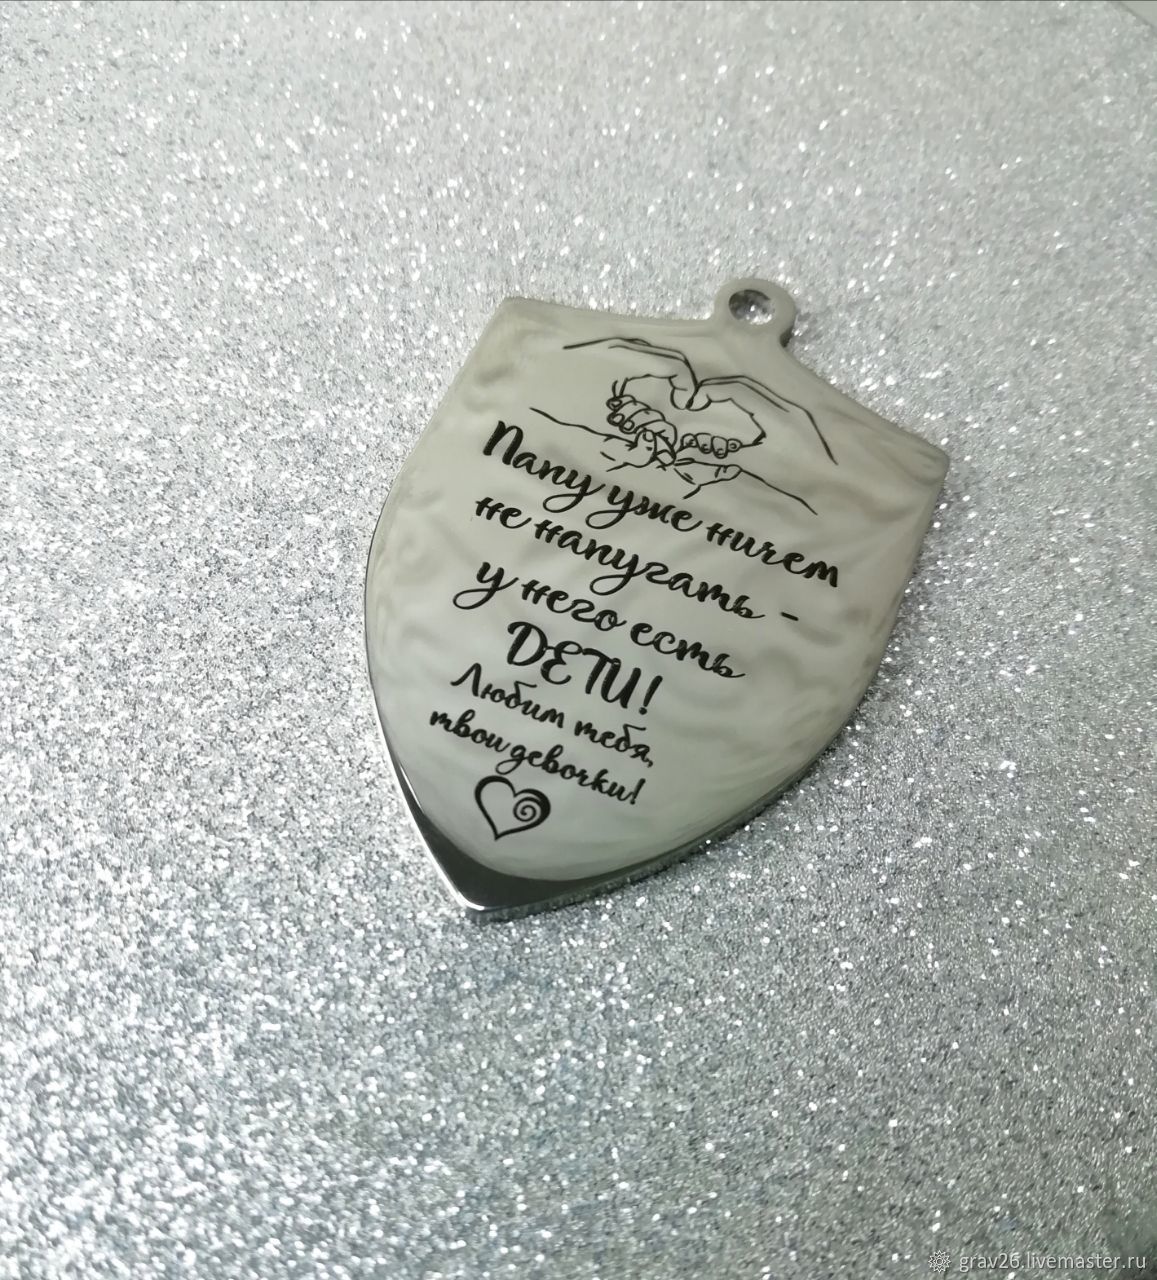 Папу уже ничем
не напугать -
у него есть
ДЕТИ!
Любим тебя,
твои девочки!
grav26.livemaster.ru